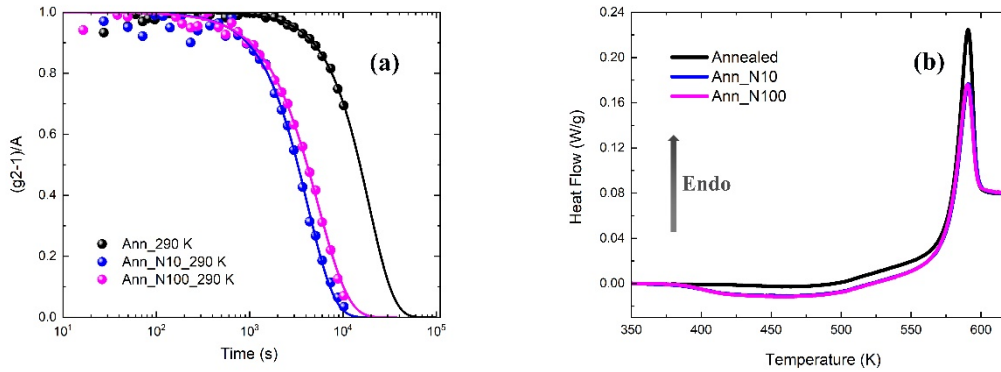 (a)
(g2-1)/A
1.0
0.8
0.6
0.4
0.2
0.0
Ann_290 K
Ann_N10_290 K
Ann_N100_290 K
10¹
10²
10³
10⁴
10⁵
Time (s)
(b)
Heat Flow (W/g)
0.24
0.20
0.16
0.12
0.08
0.04
0.00
Annealed
Ann_N10
Ann_N100
Endo
350
400
450
500
550
600
Temperature (K)